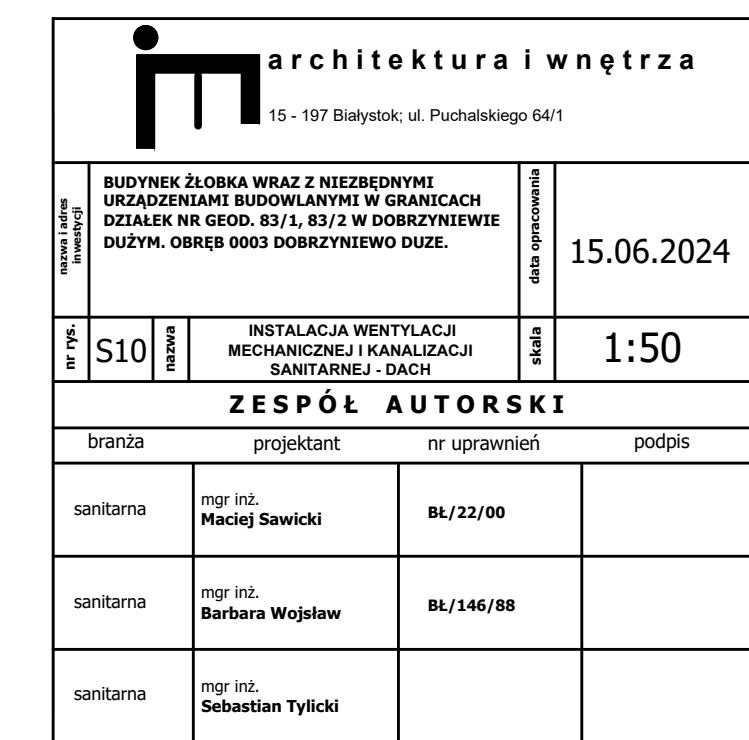 architektura i wnętrza
15 - 197 Białystok; ul. Puchalskiego 64/1
nazwa i adres
inwestycji
BUDYNEK ŻŁOBKA WRAZ Z NIEZBĘDNYMI
URZĄDZENIAMI BUDOWLANYMI W GRANICACH
DZIAŁEK NR GEOD. 83/1, 83/2 W DOBRZYNIEWIE
DUŻYM. OBRĘB 0003 DOBRZYNIEWO DUZE.
data opracowania
15.06.2024
nr rys.
S10
nazwa
INSTALACJA WENTYLACJI
MECHANICZNEJ I KANALIZACJI
SANITARNEJ - DACH
skala
1:50
ZESPÓŁ AUTORSKI
branża projektant nr uprawnień podpis
sanitarna
mgr inż.
Maciej Sawicki
BŁ/22/00
sanitarna
mgr inż.
Barbara Wojsław
BŁ/146/88
sanitarna
mgr inż.
Sebastian Tylicki